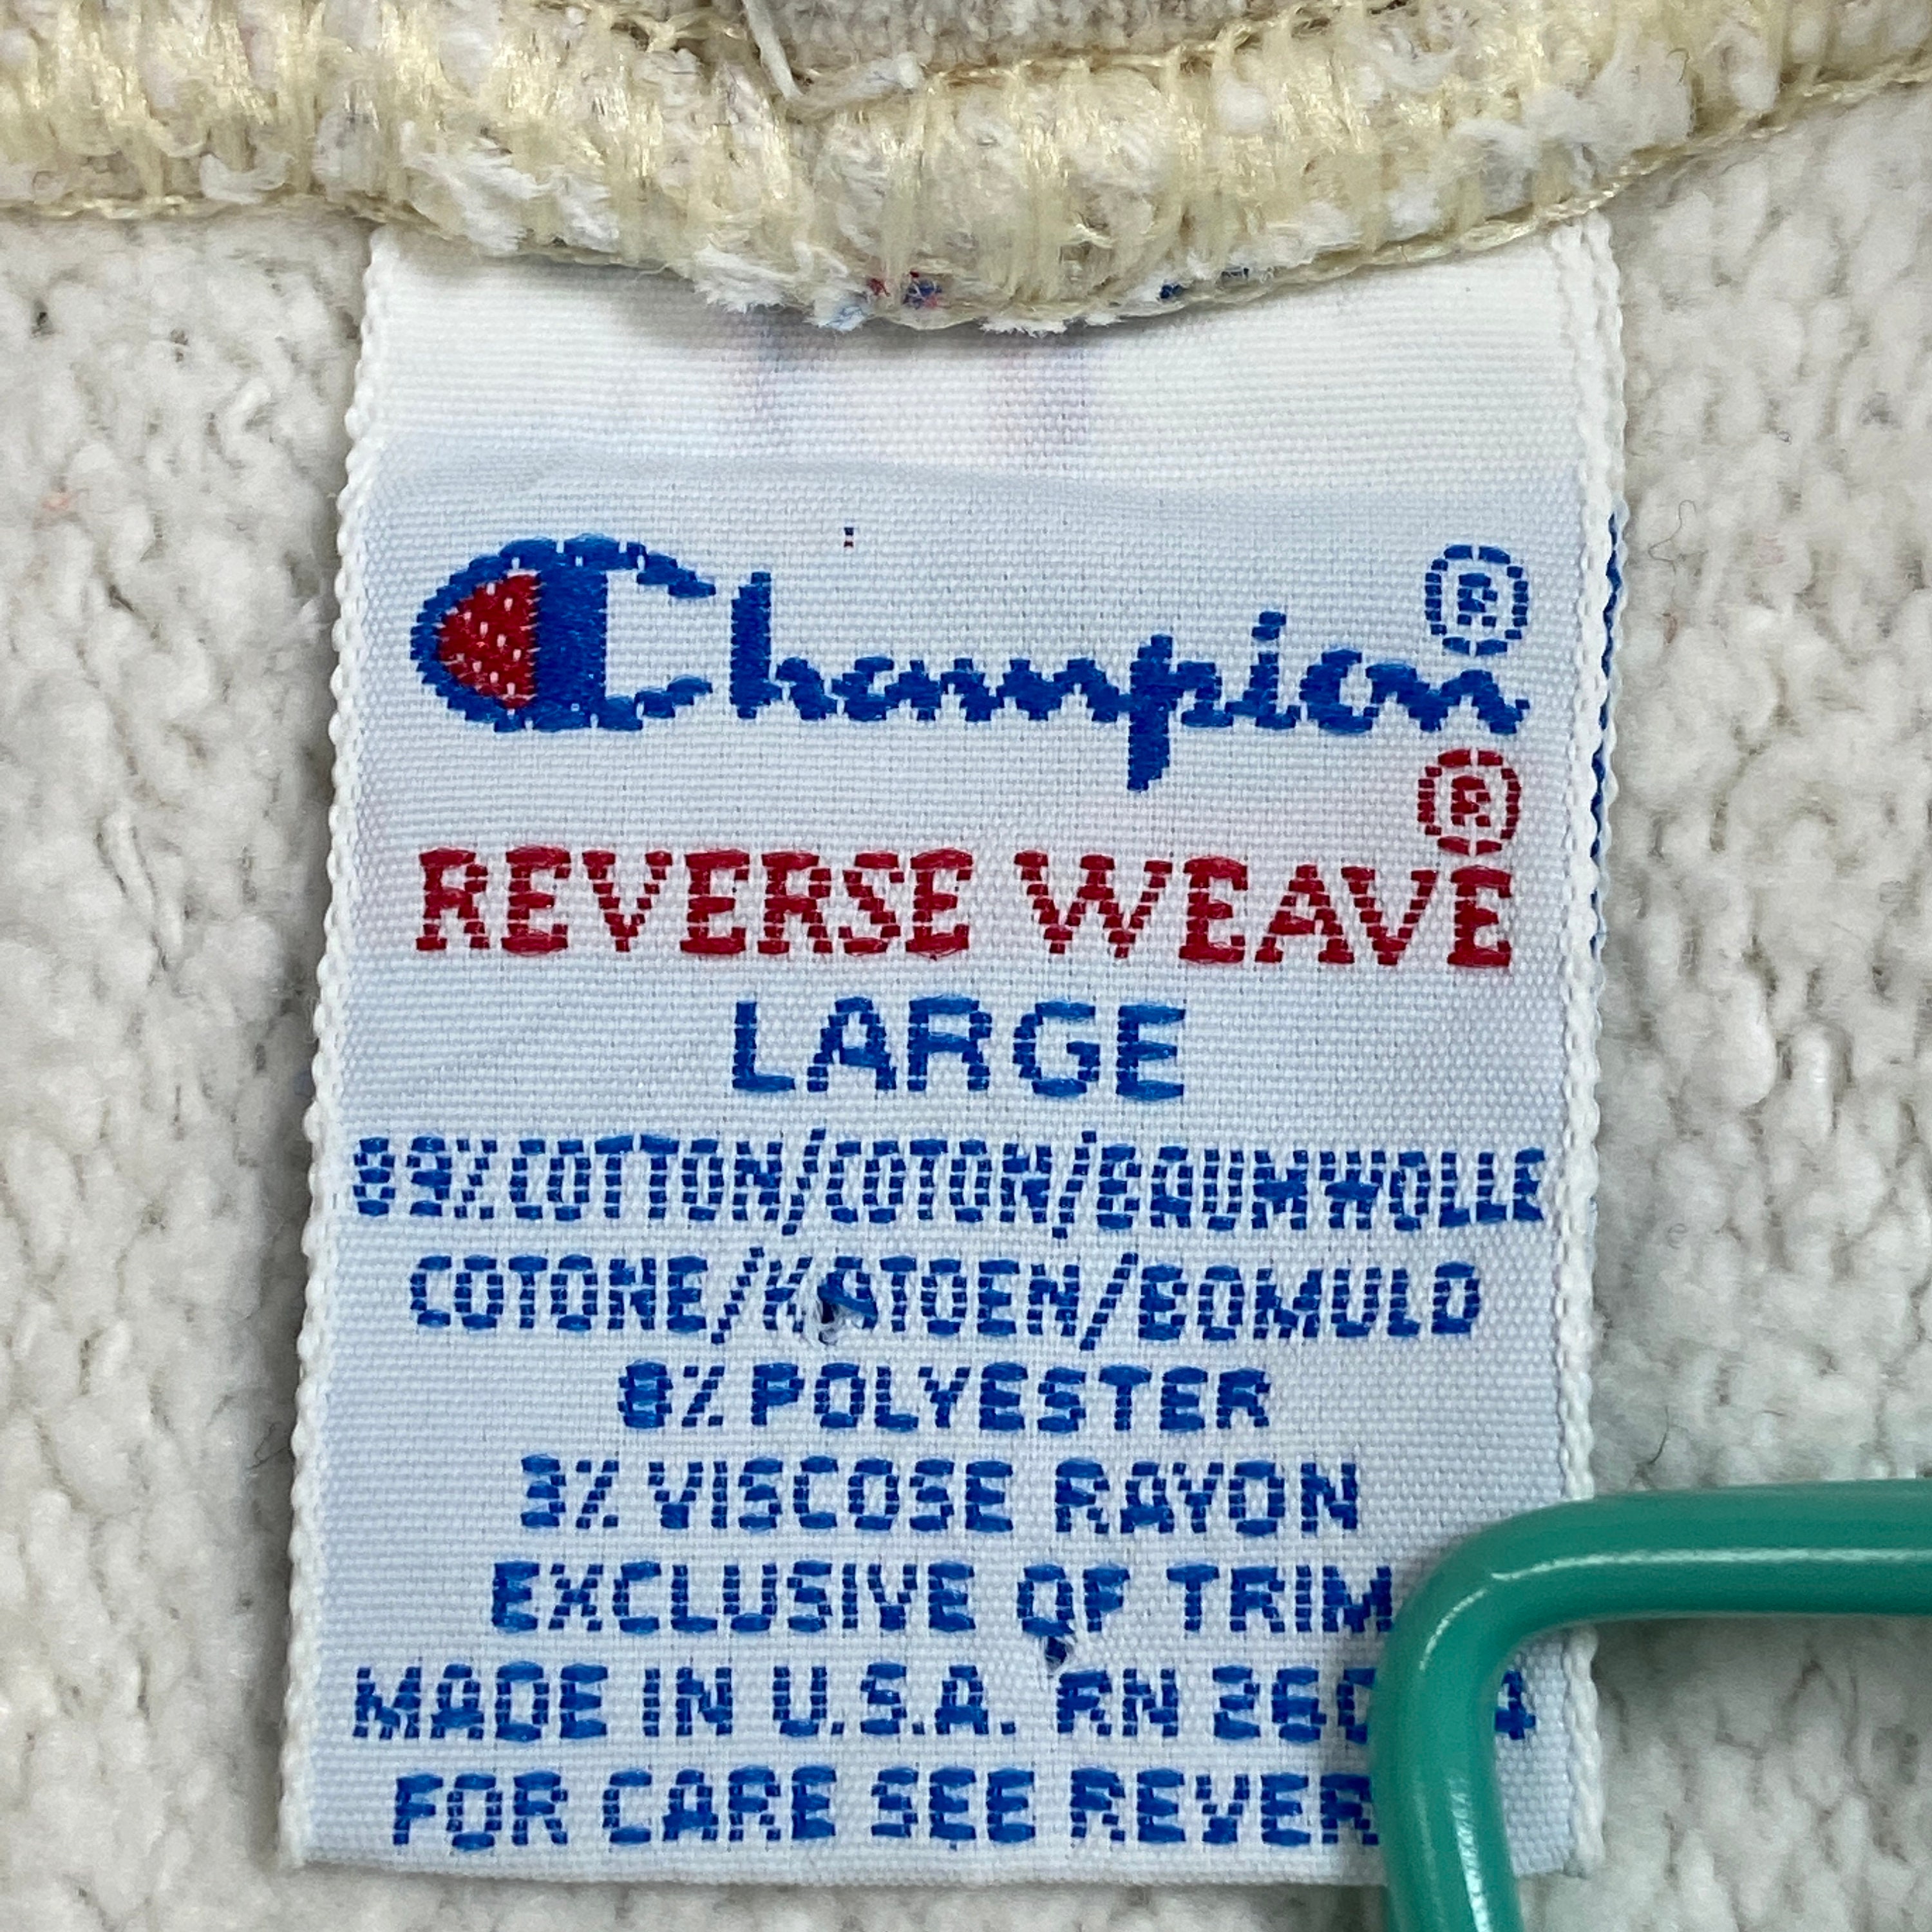 Champion®
REVERSE WEAVE®
LARGE
89% COTTON/COTON/BAUMWOLLE
COTONE/KATOEN/BOMULD
8% POLYESTER
3% VISCOSE RAYON
EXCLUSIVE OF TRIM
MADE IN U.S.A. RN
FOR CARE SEE